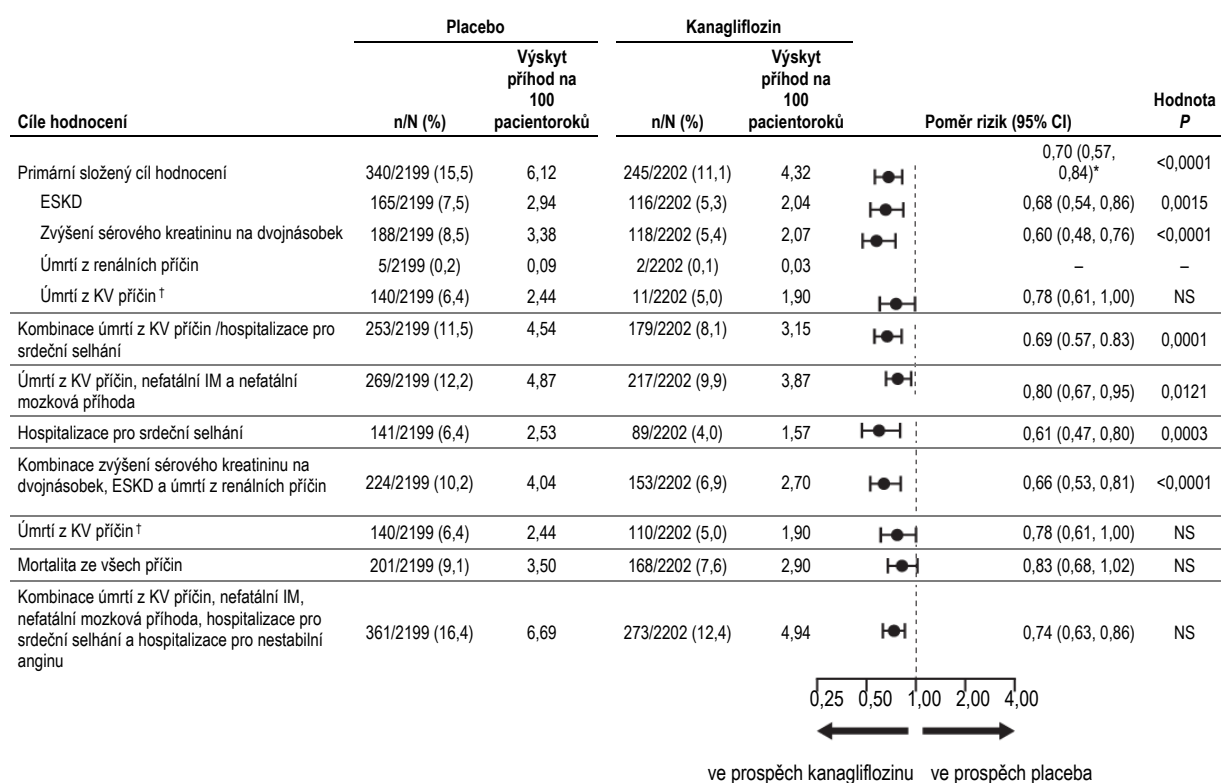 Placebo Kanagliflozin
Cíle hodnocení n/N (%) Výskyt příhod na 100 pacientoroků n/N (%) Výskyt příhod na 100 pacientoroků Poměr rizik (95% CI) Hodnota P
Primární složený cíl hodnocení 340/2199 (15,5) 6,12 245/2202 (11,1) 4,32 0,70 (0,57, 0,84)* <0,0001
ESKD 165/2199 (7,5) 2,94 116/2202 (5,3) 2,04 0,68 (0,54, 0,86) 0,0015
Zvýšení sérového kreatininu na dvojnásobek 188/2199 (8,5) 3,38 118/2202 (5,4) 2,07 0,60 (0,48, 0,76) <0,0001
Úmrtí z renálních příčin 5/2199 (0,2) 0,09 2/2202 (0,1) 0,03 – –
Úmrtí z KV příčin † 140/2199 (6,4) 2,44 11/2202 (5,0) 1,90 0,78 (0,61, 1,00) NS
Kombinace úmrtí z KV příčin /hospitalizace pro
srdeční selhání 253/2199 (11,5) 4,54 179/2202 (8,1) 3,15 0.69 (0.57, 0.83) 0,0001
Úmrtí z KV příčin, nefatální IM a nefatální
mozková příhoda 269/2199 (12,2) 4,87 217/2202 (9,9) 3,87 0,80 (0,67, 0,95) 0,0121
Hospitalizace pro srdeční selhání 141/2199 (6,4) 2,53 89/2202 (4,0) 1,57 0,61 (0,47, 0,80) 0,0003
Kombinace zvýšení sérového kreatininu na
dvojnásobek, ESKD a úmrtí z renálních příčin 224/2199 (10,2) 4,04 153/2202 (6,9) 2,70 0,66 (0,53, 0,81) <0,0001
Úmrtí z KV příčin † 140/2199 (6,4) 2,44 110/2202 (5,0) 1,90 0,78 (0,61, 1,00) NS
Mortalita ze všech příčin 201/2199 (9,1) 3,50 168/2202 (7,6) 2,90 0,83 (0,68, 1,02) NS
Kombinace úmrtí z KV příčin, nefatální IM,
nefatální mozková příhoda, hospitalizace pro
srdeční selhání a hospitalizace pro nestabilní
anginu 361/2199 (16,4) 6,69 273/2202 (12,4) 4,94 0,74 (0,63, 0,86) NS
0,25 0,50 1,00 2,00 4,00
ve prospěch kanagliflozinu ve prospěch placeba